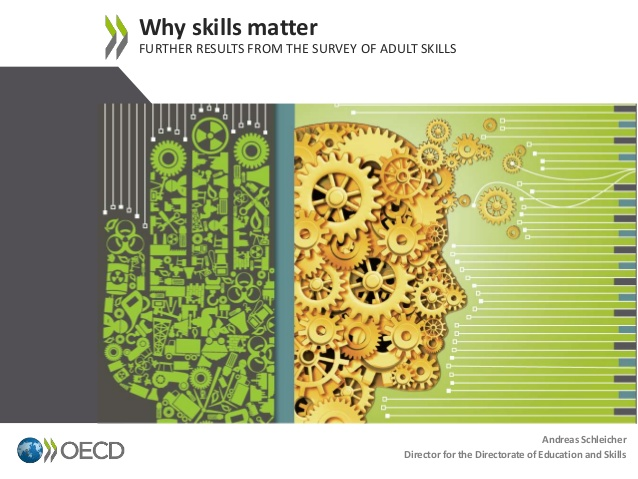 Why skills matter
FURTHER RESULTS FROM THE SURVEY OF ADULT SKILLS
Andreas Schleicher
Director for the Directorate of Education and Skills
OECD